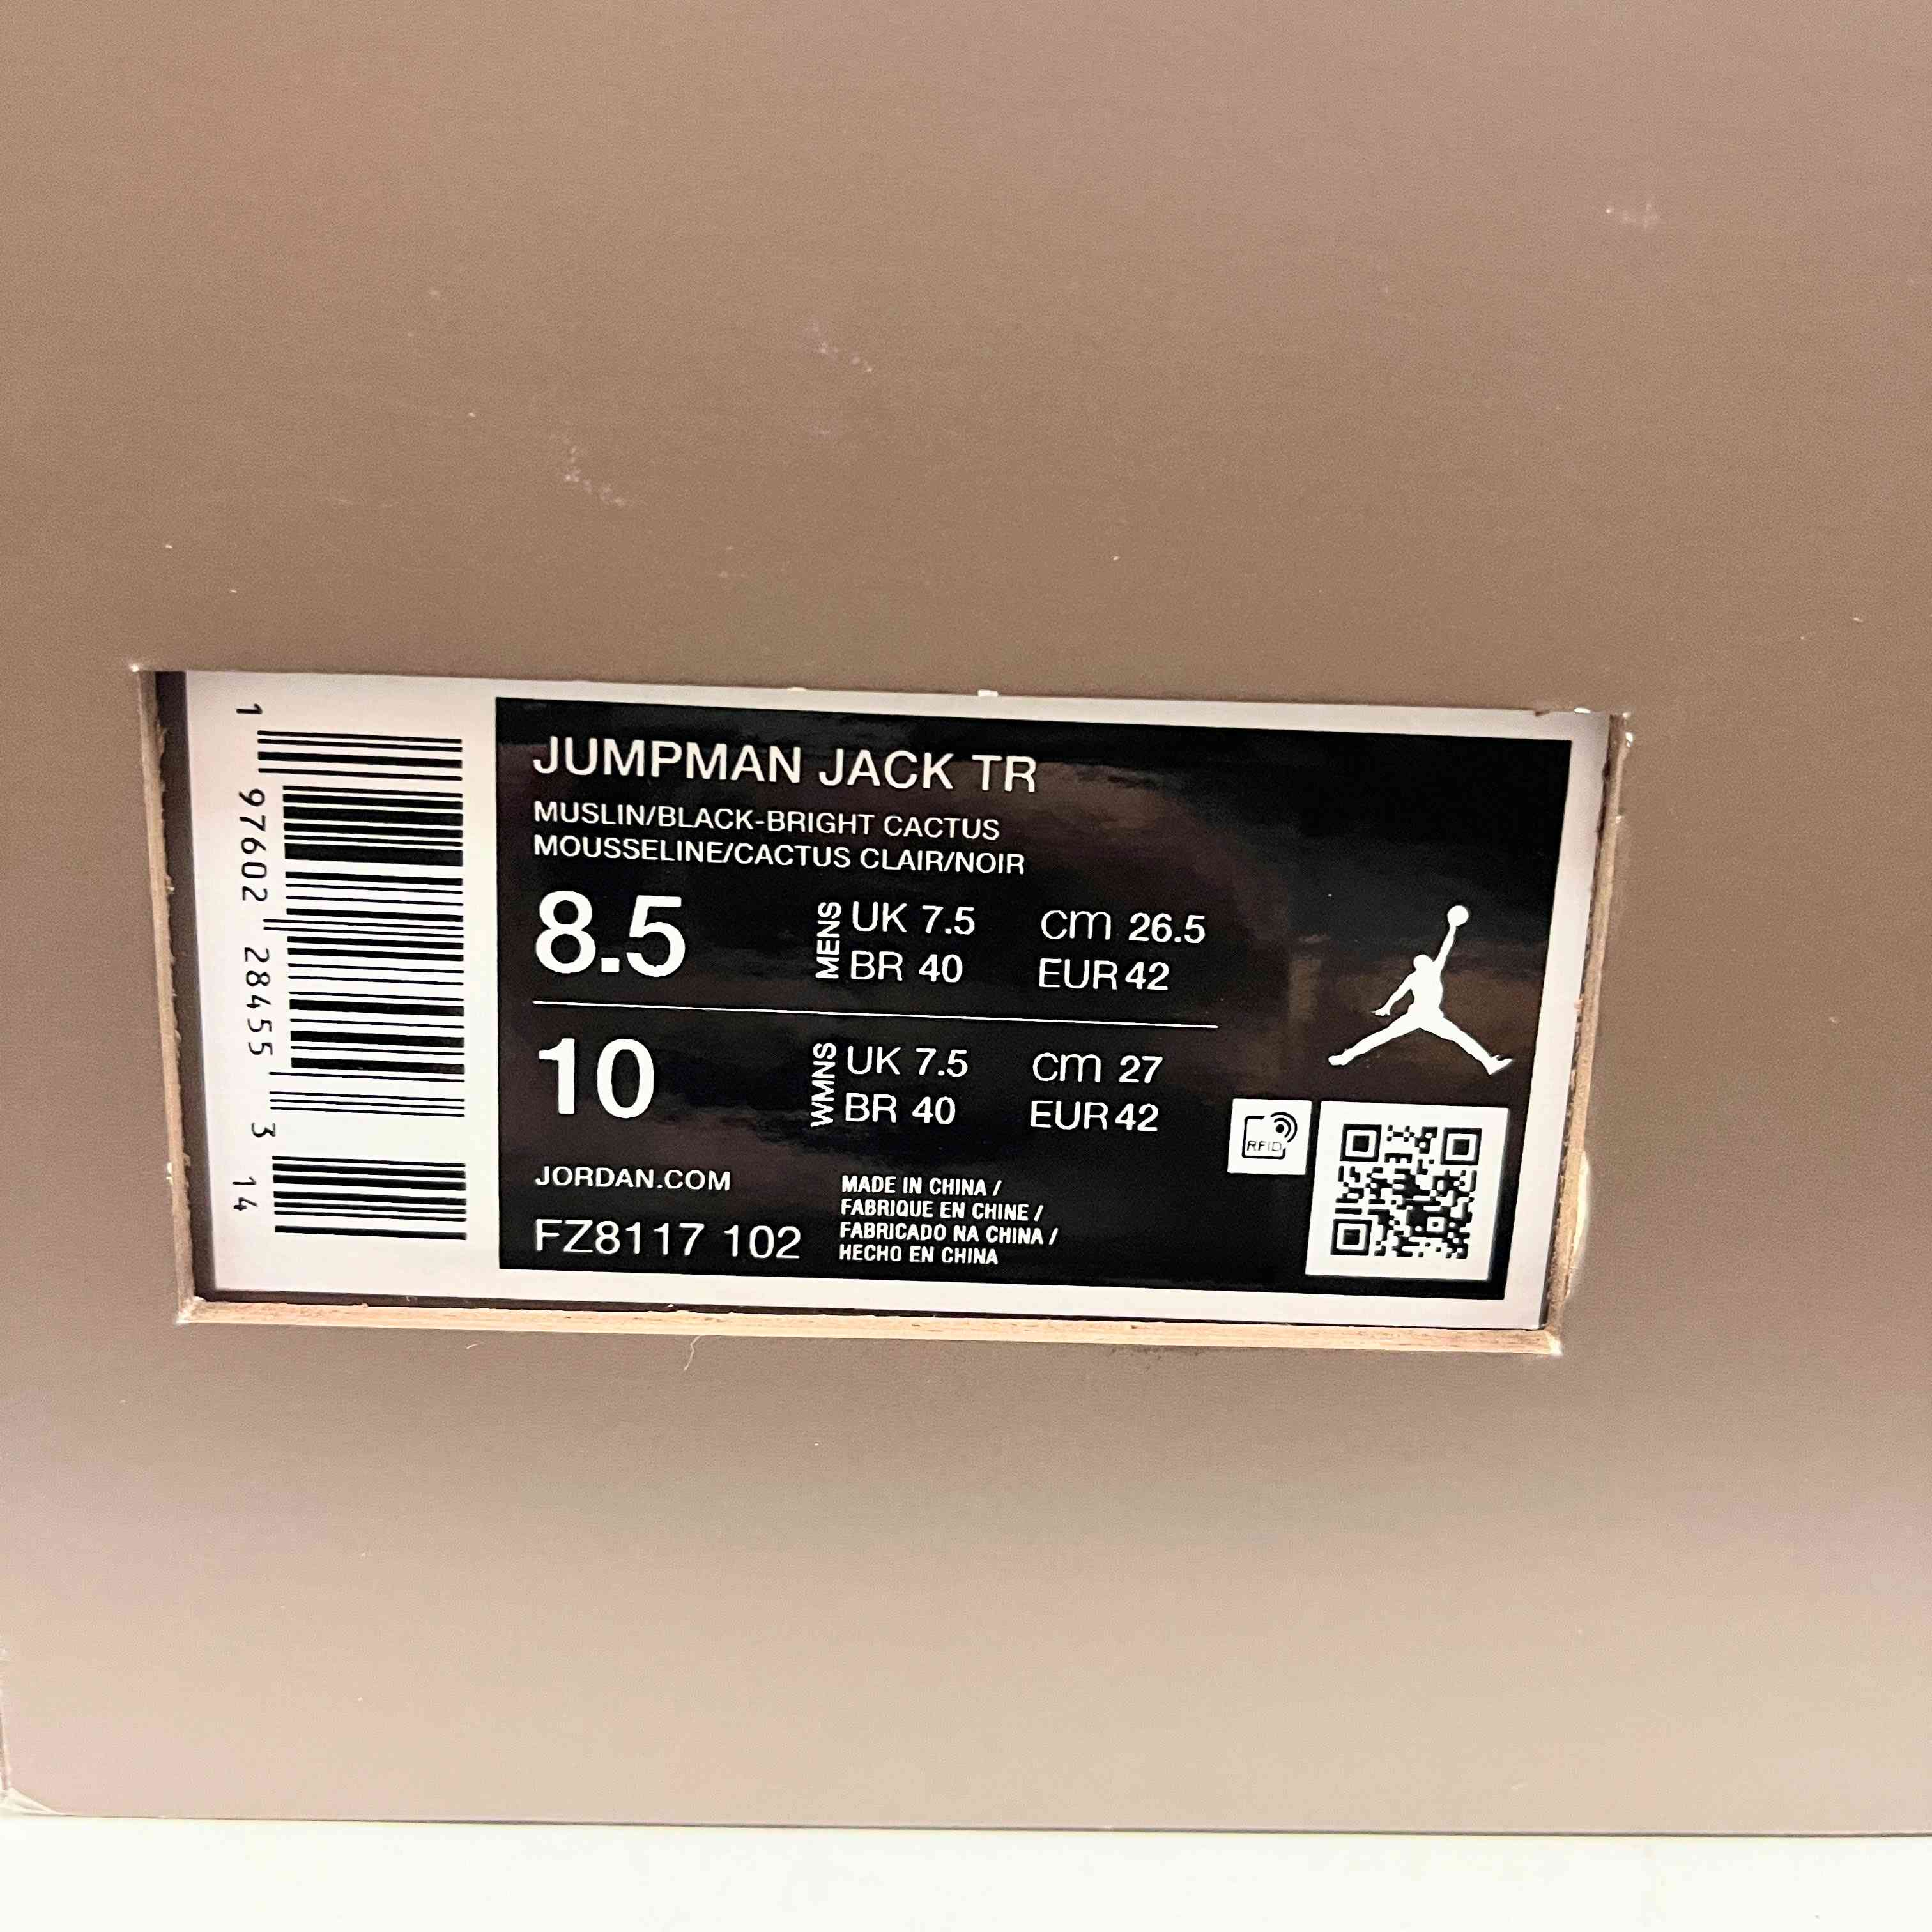 JUMPMAN JACK TR
MUSLIN/BLACK-BRIGHT CACTUS
MOUSSELINE/CACTUS CLAIR/NOIR
8.5 MENS UK 7.5 cm 26.5
BR 40 EUR 42
10 WMNS UK 7.5 cm 27
BR 40 EUR 42
JORDAN.COM
FZ8117 102
MADE IN CHINA /
FABRIQUE EN CHINE /
FABRICADO NA CHINA /
HECHO EN CHINA
RFID
1 97602 28455 3 14